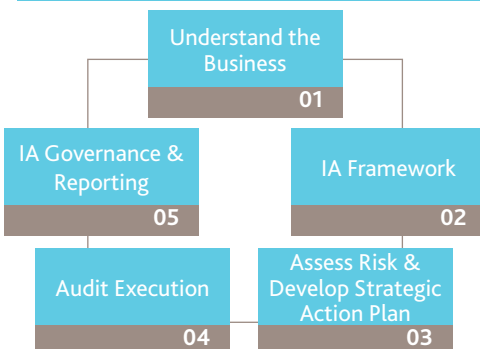 Understand the
Business
01
IA Framework
02
Assess Risk &
Develop Strategic
Action Plan
03
Audit Execution
04
IA Governance &
Reporting
05